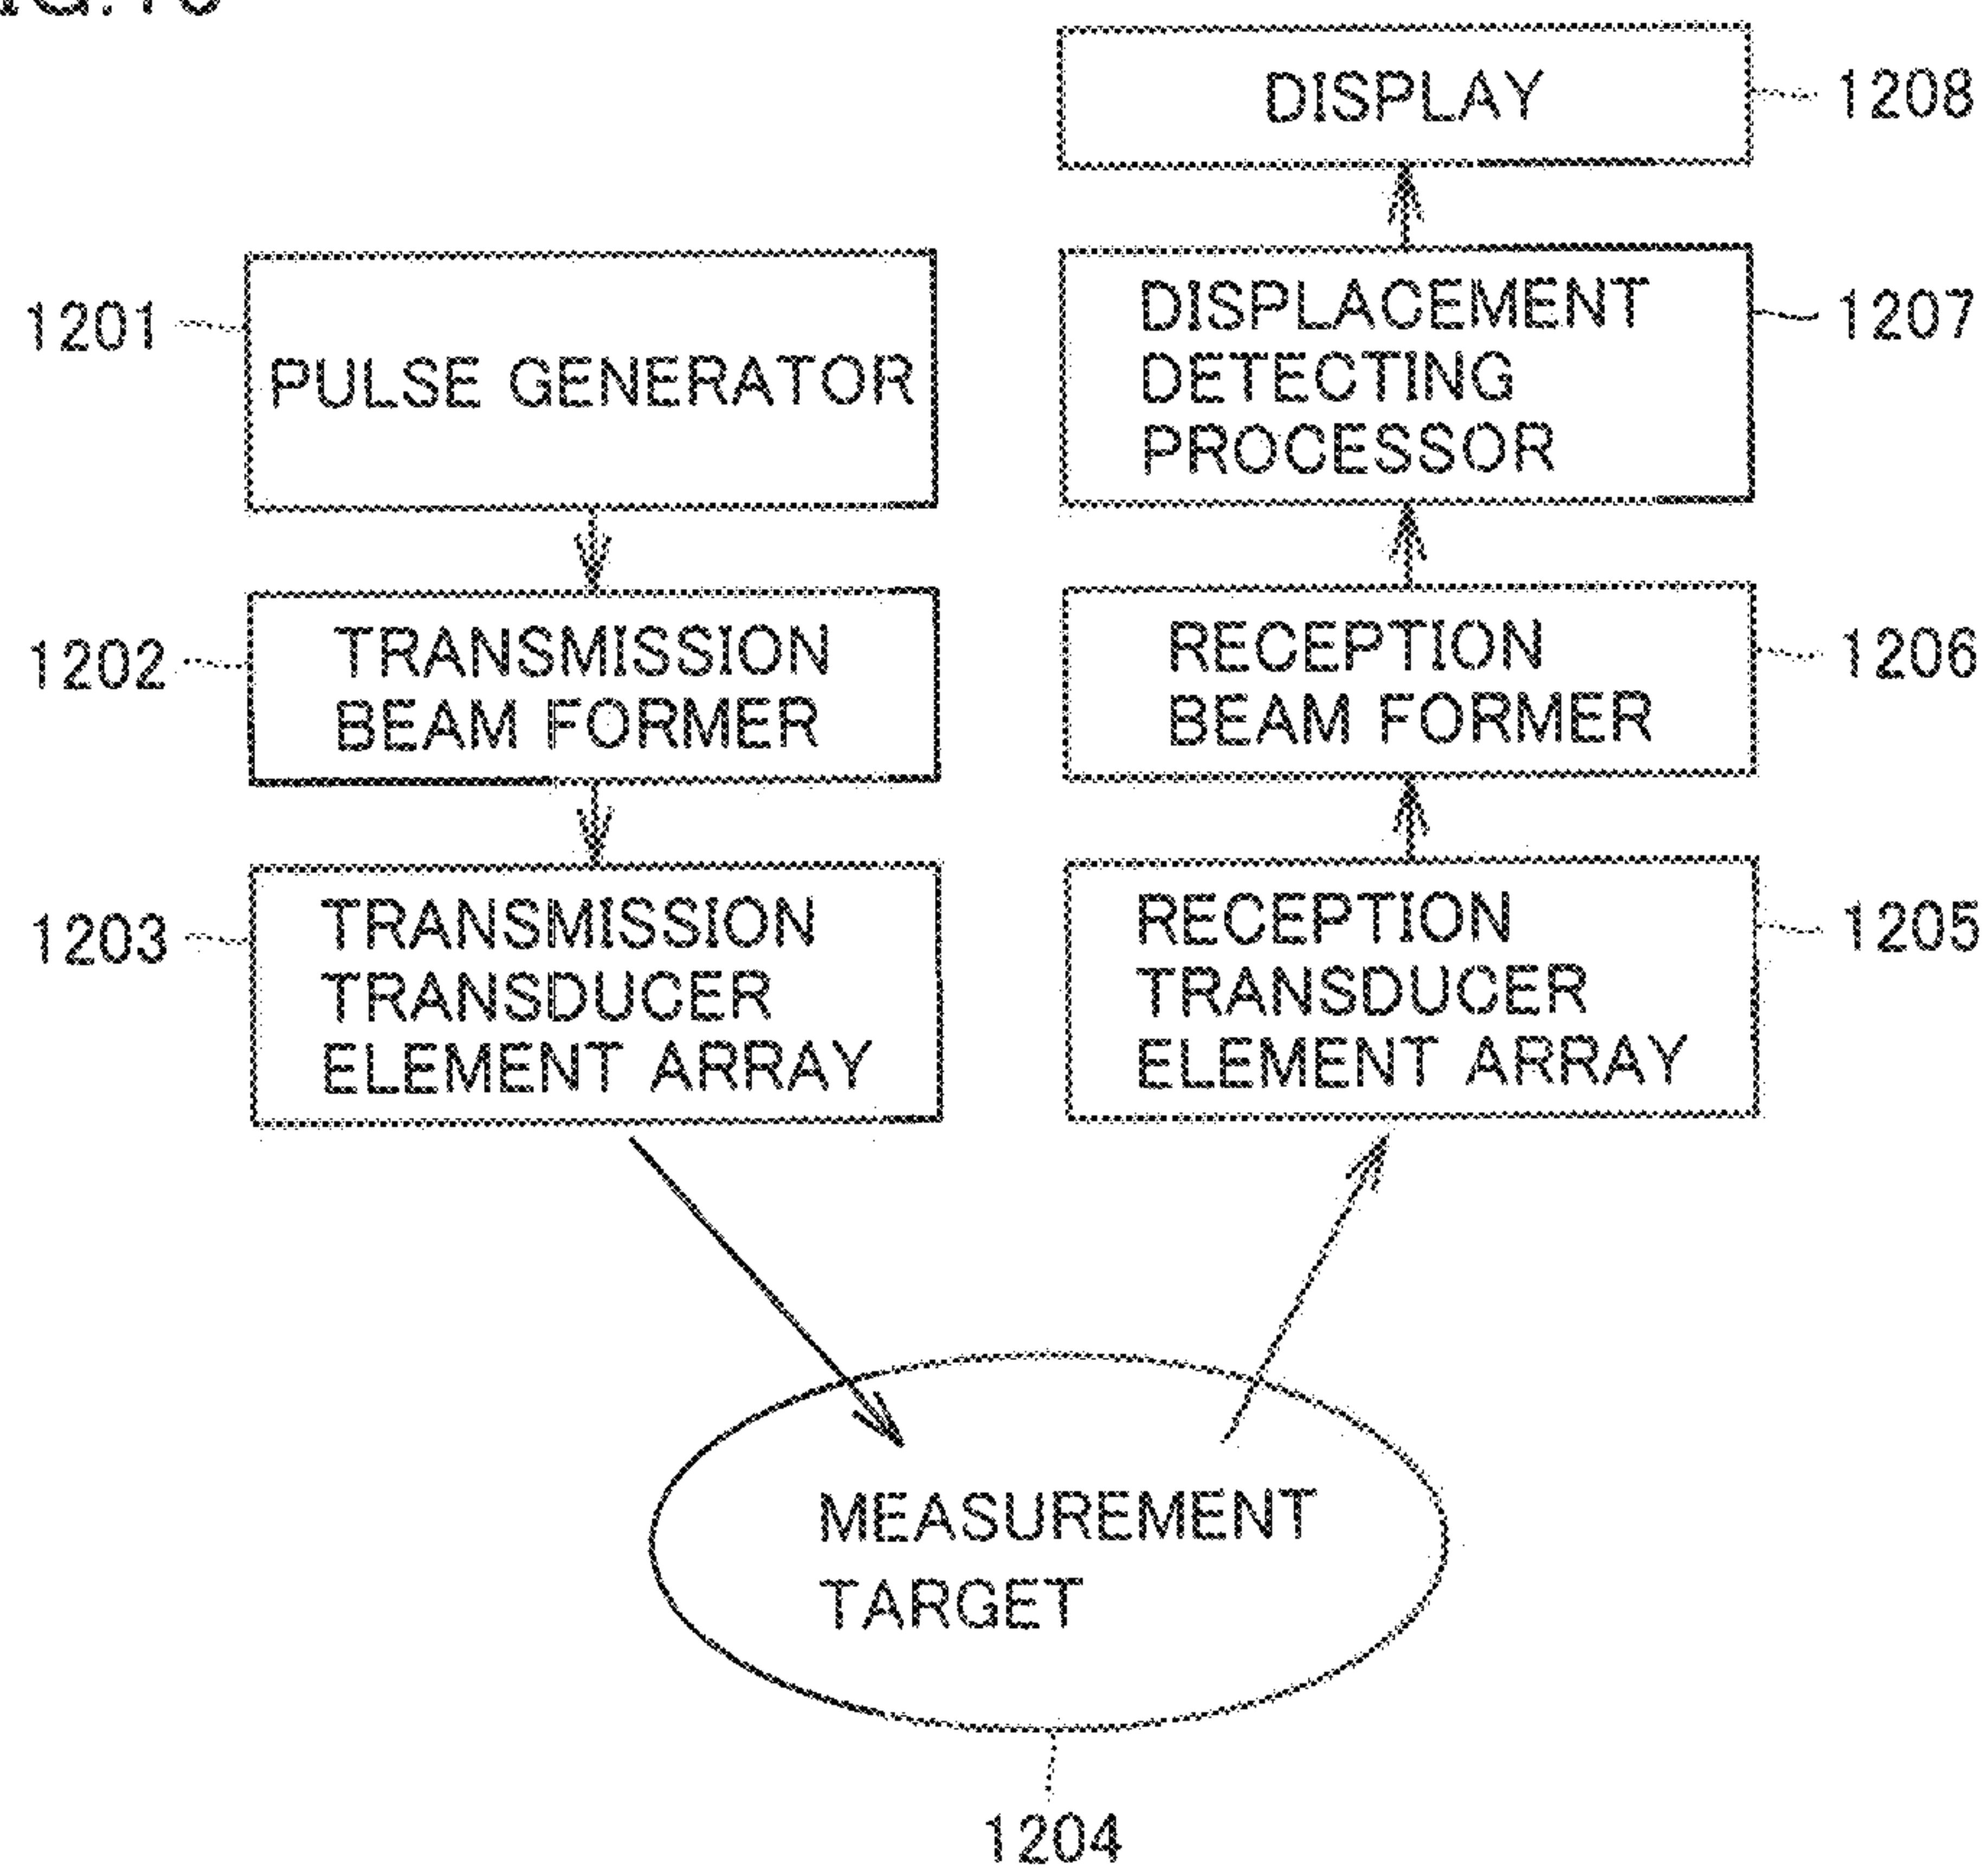 DISPLAY
1208
1201
PULSE GENERATOR
DISPLACEMENT
DETECTING
PROCESSOR
1207
1202
TRANSMISSION
BEAM FORMER
RECEPTION
BEAM FORMER
1206
1203
TRANSMISSION
TRANSDUCER
ELEMENT ARRAY
RECEPTION
TRANSDUCER
ELEMENT ARRAY
1205
MEASUREMENT
TARGET
1204